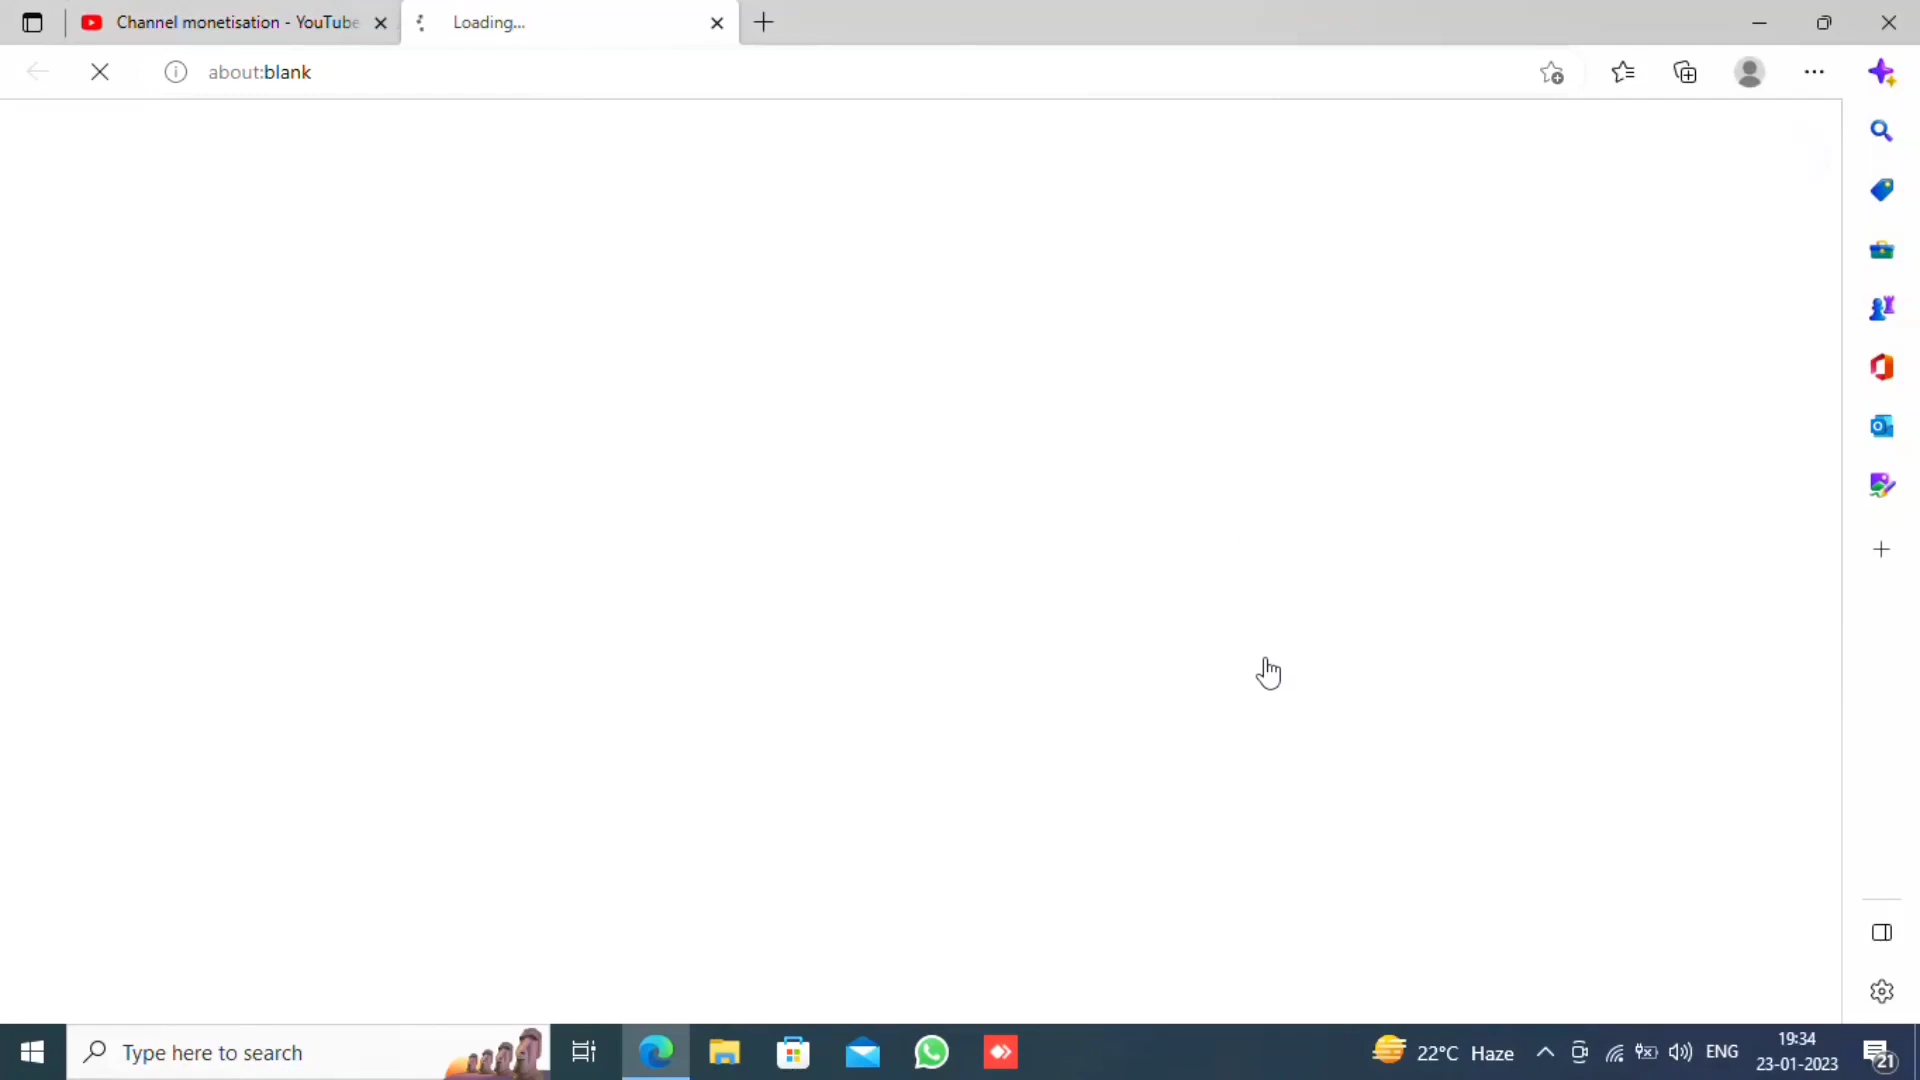 Channel monetisation - YouTube
Loading...
about:blank
Type here to search
22°C Haze
ENG
19:34
23-01-2023
21